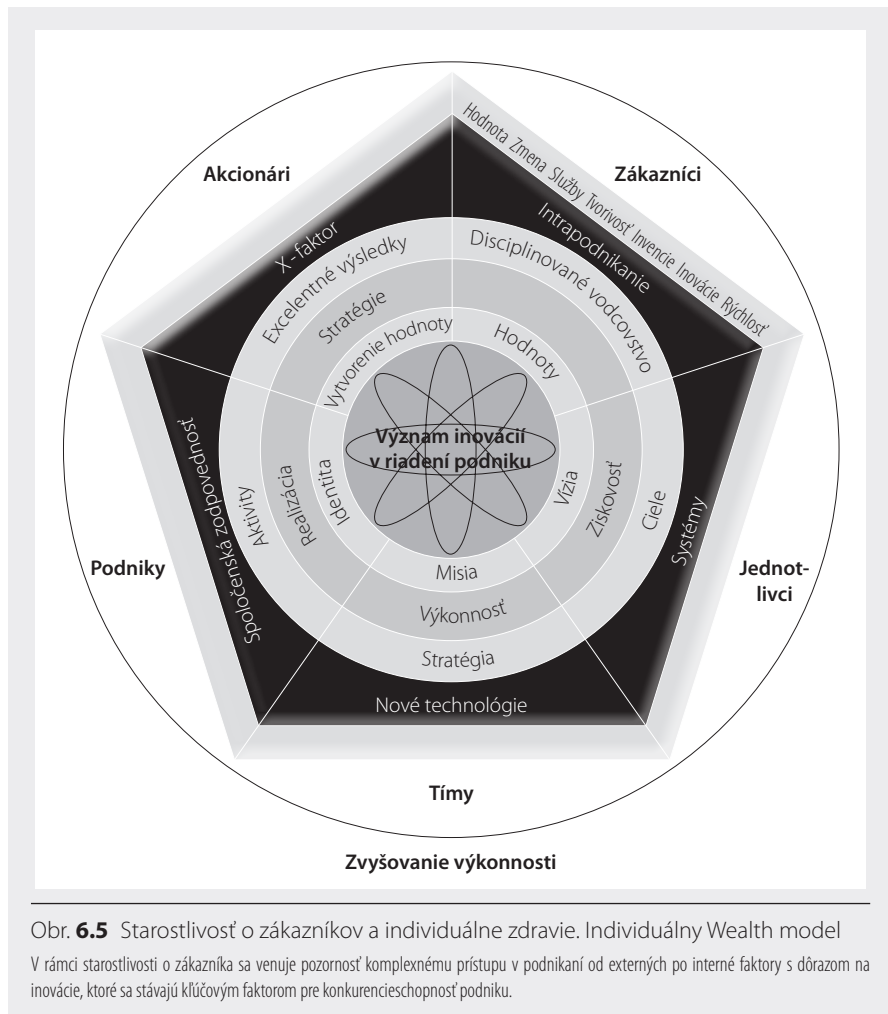 Akcionári
Zákazníci
Hodnota Zmena Služby Tvorivosť Invencie Inovácie Rýchlosť
X-faktor
Intrapodnikanie
Excelentné výsledky
Disciplinované vodcovstvo
Stratégie
Vytvorenie hodnoty
Hodnoty
Význam inovácií
v riadení podniku
Spoločenská zodpovednosť
Aktivity
Realizácia
Identita
Vízia
Ziskovosť
Ciele
Systémy
Podniky
Jednot-
livci
Misia
Výkonnosť
Stratégia
Nové technológie
Tímy
Zvyšovanie výkonnosti
Obr. 6.5 Starostlivosť o zákazníkov a individuálne zdravie. Individuálny Wealth model
V rámci starostlivosti o zákazníka sa venuje pozornosť komplexnému prístupu v podnikaní od externých po interné faktory s dôrazom na
inovácie, ktoré sa stávajú kľúčovým faktorom pre konkurencieschopnosť podniku.